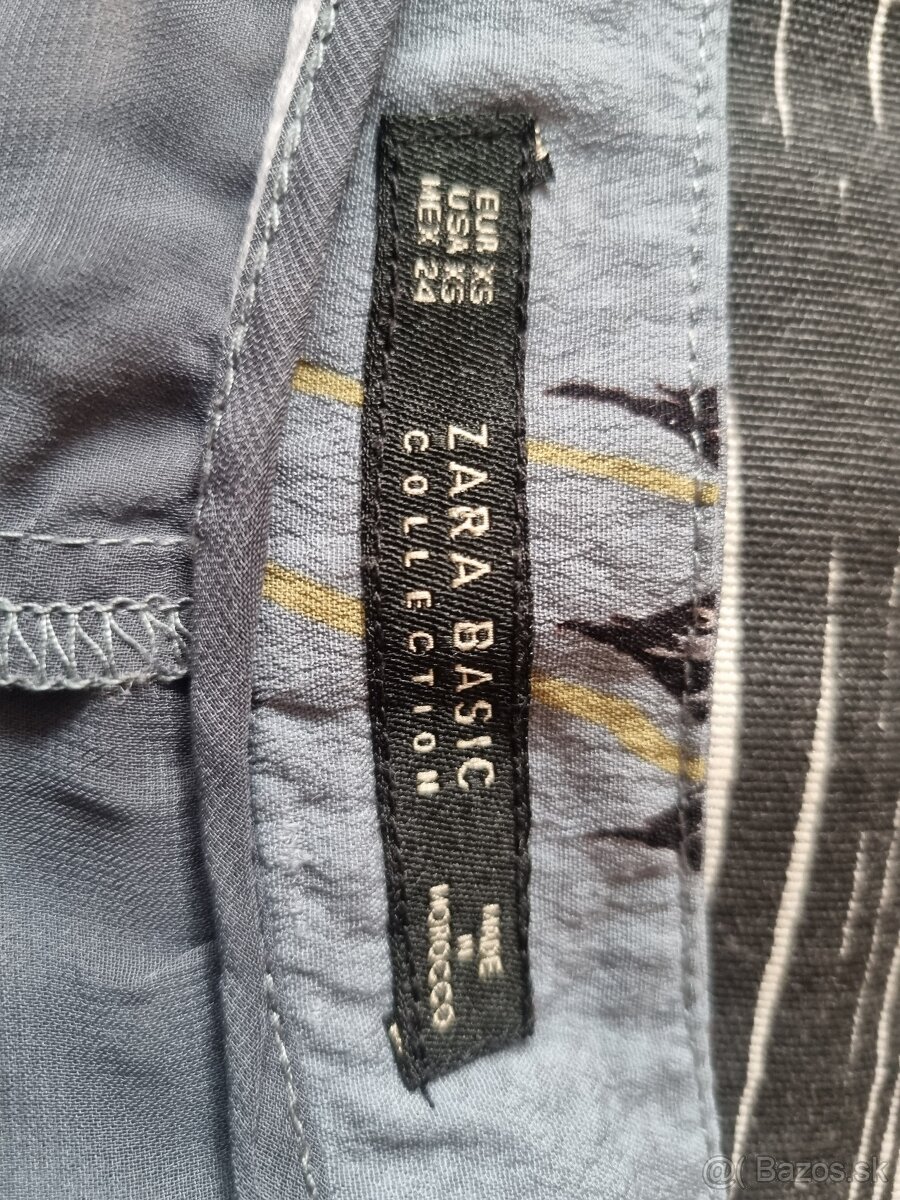 EUR XS
USA XS
MEX 24
ZARA BASIC
COLLECTION
MADE
IN
MOROCCO
@( Bazos.sk